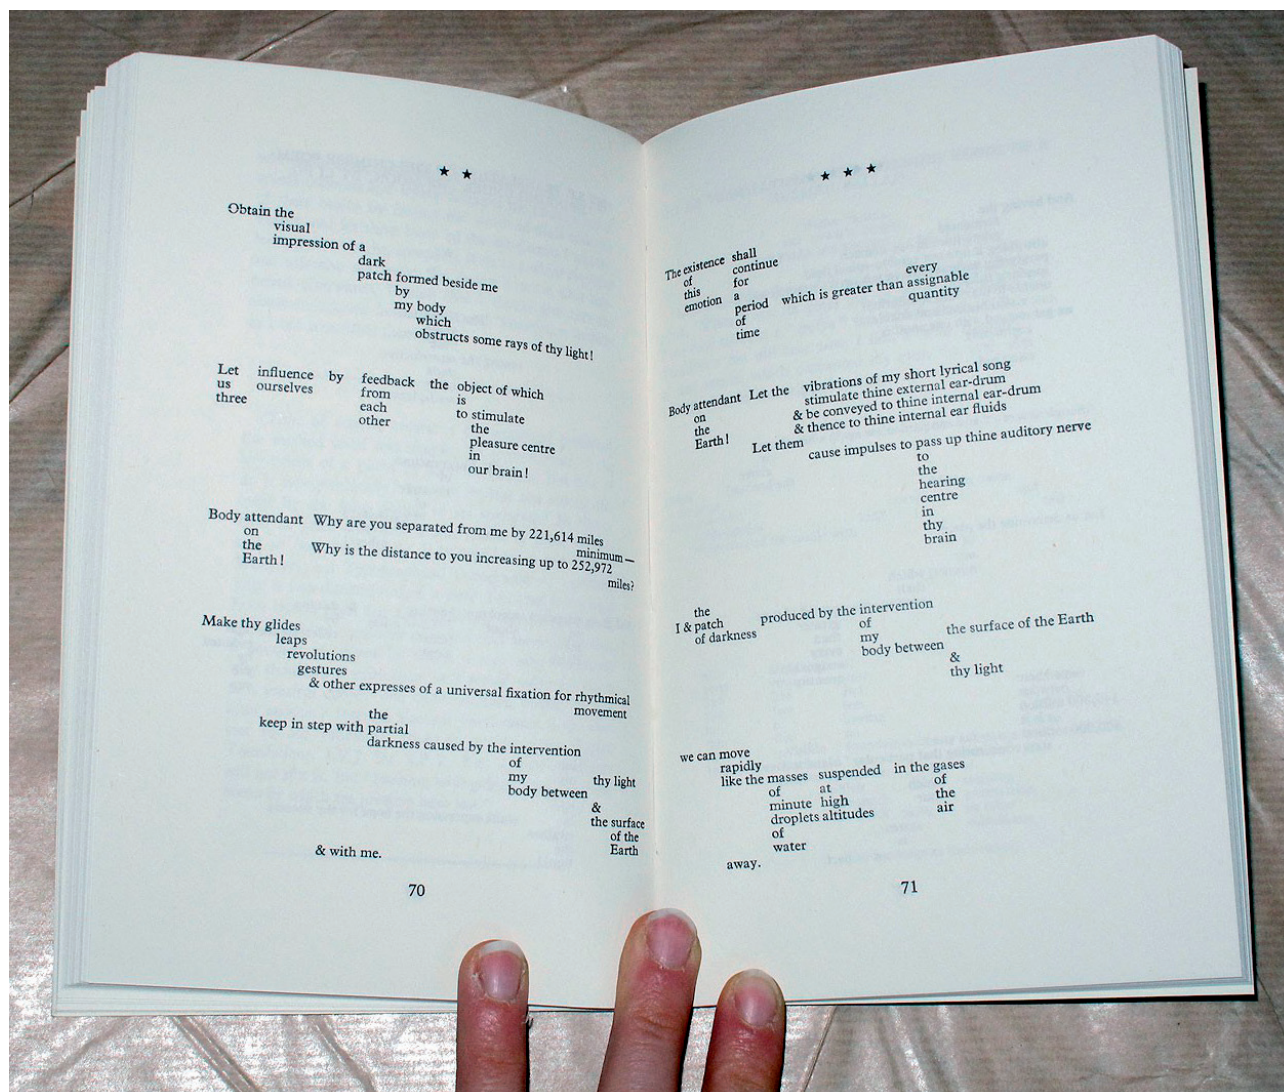 ★ ★
Obtain the
visual
impression of a
dark
patch formed beside me
by
my body
which
obstructs some rays of thy light!
Let influence by feedback the object of which
us ourselves from is
three each to stimulate
other the
pleasure centre
in
our brain!
Body attendant Why are you separated from me by 221,614 miles
on minimum—
the Why is the distance to you increasing up to 252,972
Earth! miles?
Make thy glides
leaps
revolutions
gestures
& other expresses of a universal fixation for rhythmical
movement
the
keep in step with partial
darkness caused by the intervention
of
my thy light
body between
&
the surface
of the
& with me. Earth
70
★ ★ ★
The existence shall
of continue every
this for which is greater than assignable
emotion a quantity
period
of
time
Body attendant Let the vibrations of my short lyrical song
on stimulate thine external ear-drum
the & be conveyed to thine internal ear-drum
Earth! & thence to thine internal ear fluids
Let them cause impulses to pass up thine auditory nerve
to
the
hearing
centre
in
thy
brain
the
I & patch produced by the intervention
of darkness of
my the surface of the Earth
body between &
thy light
we can move
rapidly
like the masses suspended in the gases
of at of
minute high the
droplets altitudes air
of
water
away.
71